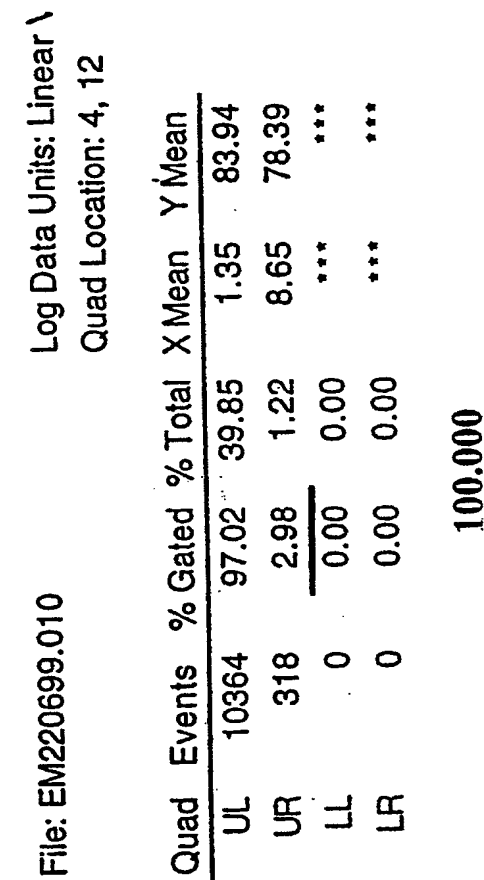 File: EM220699.010 Log Data Units: Linear V
Quad Location: 4, 12
Quad Events % Gated % Total X Mean Y Mean
UL 10364 97.02 39.85 1.35 83.94
UR 318 2.98 1.22 8.65 78.39
LL 0 0.00 0.00 *** ***
LR 0 0.00 0.00 *** ***
100.000